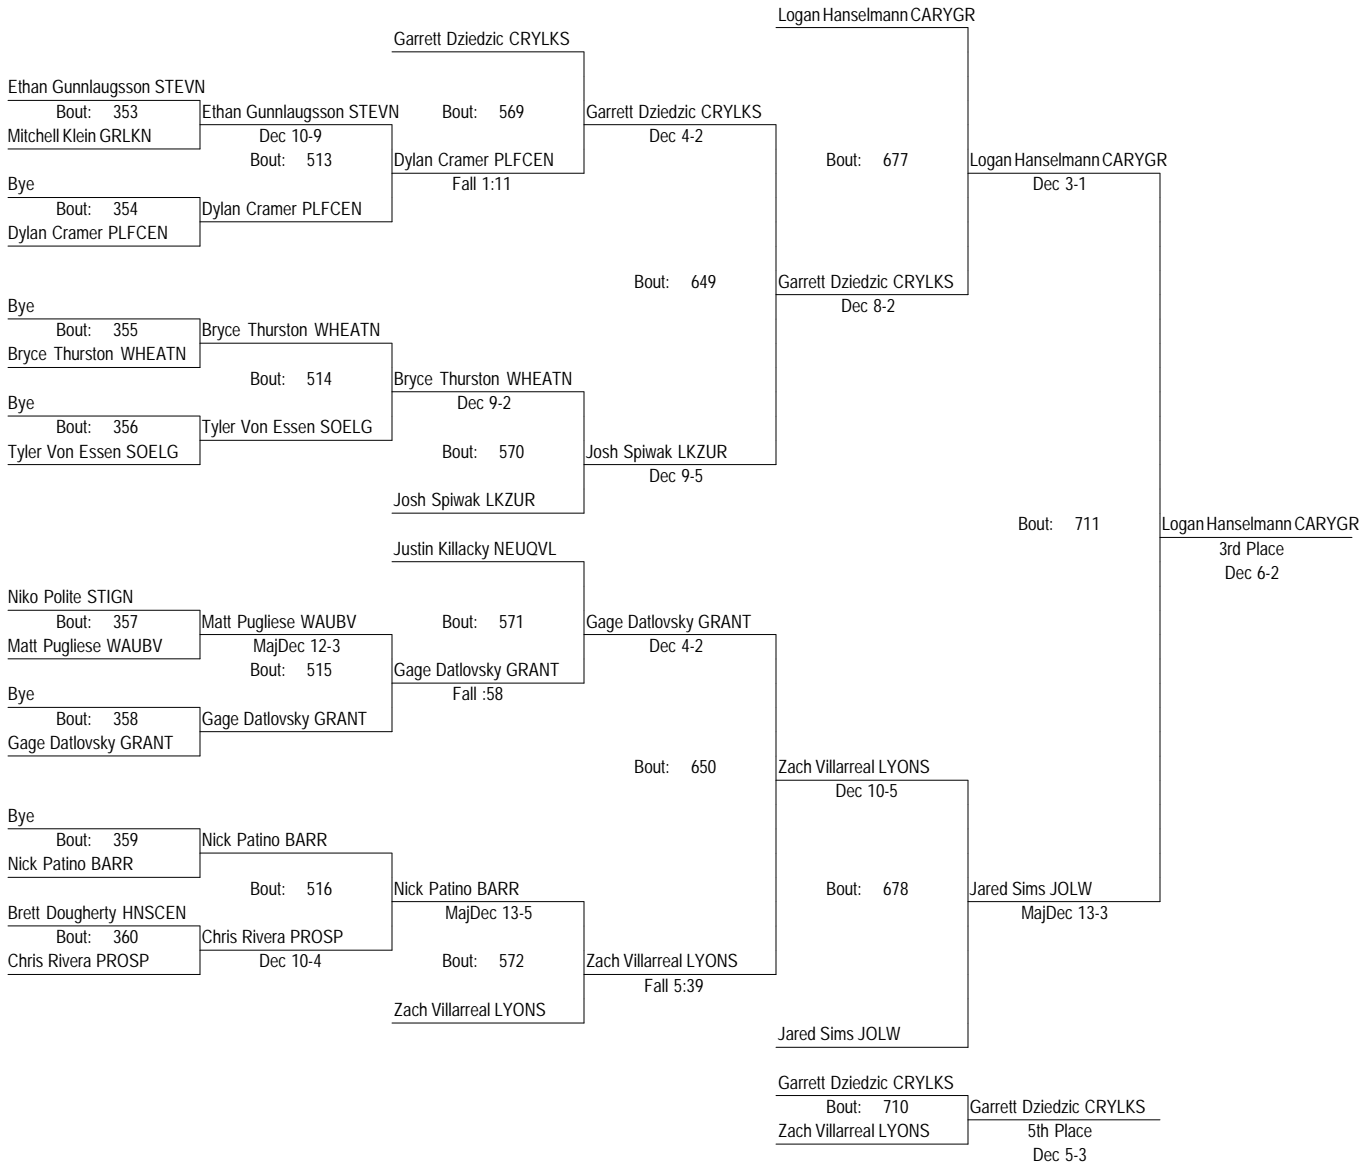 Logan Hanselmann CARYGR
Garrett Dziedzic CRYLKS
Ethan Gunnlaugsson STEVN
Bout: 353
Mitchell Klein GRLKN
Ethan Gunnlaugsson STEVN
Dec 10-9
Bout: 513
Bout: 569
Garrett Dziedzic CRYLKS
Dec 4-2
Dylan Cramer PLFCEN
Fall 1:11
Bout: 677
Logan Hanselmann CARYGR
Dec 3-1
Bye
Bout: 354
Dylan Cramer PLFCEN
Dylan Cramer PLFCEN
Bout: 649
Garrett Dziedzic CRYLKS
Dec 8-2
Bye
Bout: 355
Bryce Thurston WHEATN
Bryce Thurston WHEATN
Bout: 514
Bryce Thurston WHEATN
Dec 9-2
Bye
Bout: 356
Tyler Von Essen SOELG
Tyler Von Essen SOELG
Bout: 570
Josh Spiwak LKZUR
Dec 9-5
Josh Spiwak LKZUR
Bout: 711
Logan Hanselmann CARYGR
3rd Place
Dec 6-2
Justin Killacky NEUQVL
Niko Polite STIGN
Bout: 357
Matt Pugliese WAUBV
Matt Pugliese WAUBV
MajDec 12-3
Bout: 515
Bout: 571
Gage Datlovsky GRANT
Dec 4-2
Gage Datlovsky GRANT
Fall :58
Bye
Bout: 358
Gage Datlovsky GRANT
Gage Datlovsky GRANT
Bout: 650
Zach Villarreal LYONS
Dec 10-5
Bye
Bout: 359
Nick Patino BARR
Nick Patino BARR
Bout: 516
Nick Patino BARR
MajDec 13-5
Bout: 678
Jared Sims JOLW
MajDec 13-3
Brett Dougherty HNSCEN
Bout: 360
Chris Rivera PROSP
Chris Rivera PROSP
Dec 10-4
Bout: 572
Zach Villarreal LYONS
Fall 5:39
Zach Villarreal LYONS
Jared Sims JOLW
Garrett Dziedzic CRYLKS
Bout: 710
Zach Villarreal LYONS
Garrett Dziedzic CRYLKS
5th Place
Dec 5-3